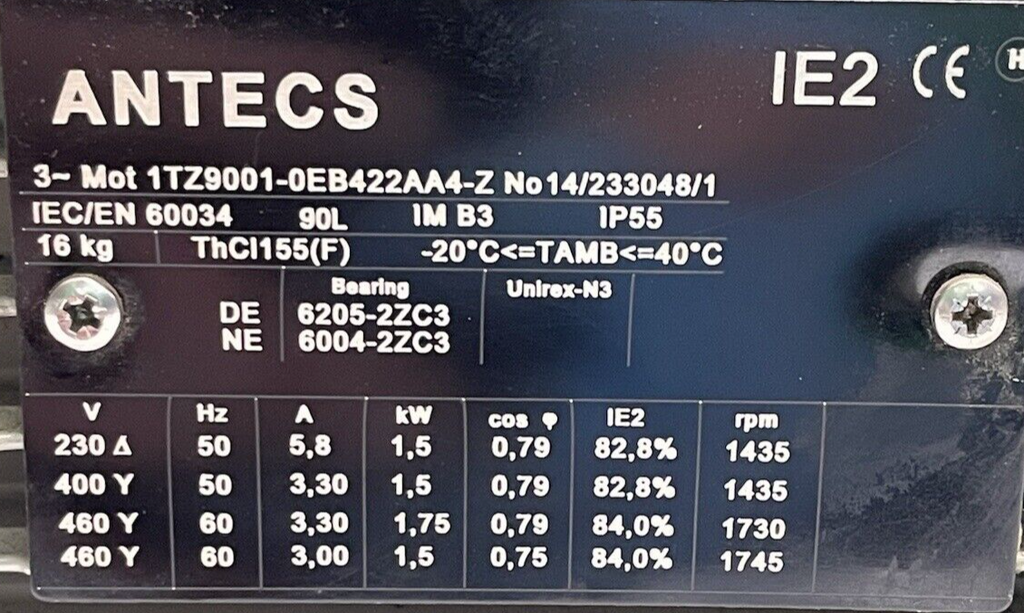 ANTECS
IE2 CE H
3~ Mot 1TZ9001-0EB422AA4-Z No14/233048/1
IEC/EN 60034 90L IM B3 IP55
16 kg ThCl155(F) -20°C<=TAMB<=40°C
Bearing Unirex-N3
DE 6205-2ZC3
NE 6004-2ZC3
V Hz A kW cos φ IE2 rpm
230 Δ 50 5,8 1,5 0,79 82,8% 1435
400 Y 50 3,30 1,5 0,79 82,8% 1435
460 Y 60 3,30 1,75 0,79 84,0% 1730
460 Y 60 3,00 1,5 0,75 84,0% 1745